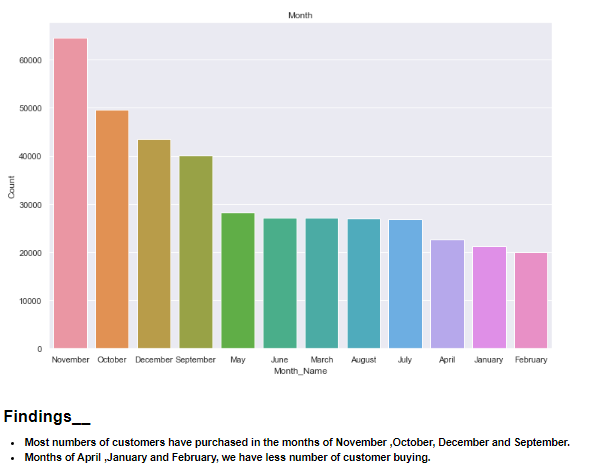 Month
60000
50000
40000
30000
20000
10000
0
Count
November October December September May June March August July April January February
Month_Name
Findings__
• Most numbers of customers have purchased in the months of November ,October, December and September.
• Months of April ,January and February, we have less number of customer buying.